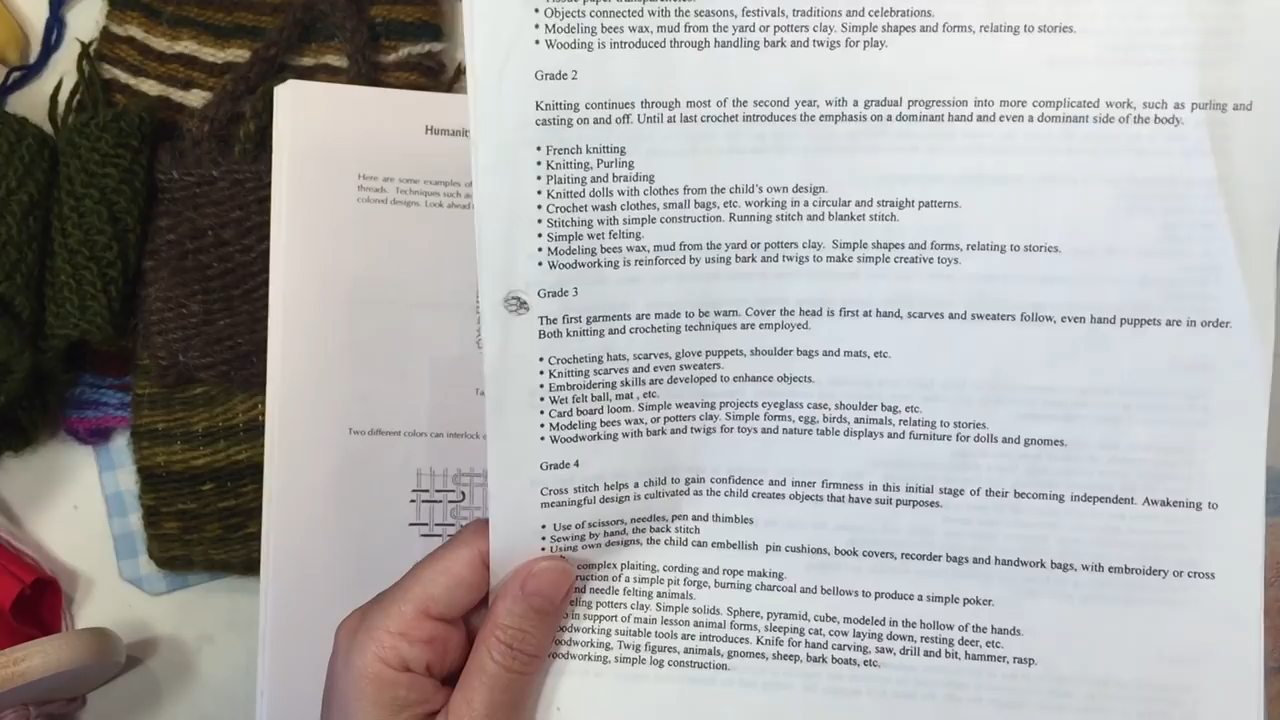 * Objects connected with the seasons, festivals, traditions and celebrations.
* Modeling bees wax, mud from the yard or potters clay. Simple shapes and forms, relating to stories.
* Wooding is introduced through handling bark and twigs for play.
Grade 2
Knitting continues through most of the second year, with a gradual progression into more complicated work, such as purling and
casting on and off. Until at last crochet introduces the emphasis on a dominant hand and even a dominant side of the body.
* French knitting
* Knitting, Purling
* Plaiting and braiding
* Knitted dolls with clothes from the child's own design.
* Crochet wash clothes, small bags, etc. working in a circular and straight patterns.
* Stitching with simple construction. Running stitch and blanket stitch.
* Simple wet felting.
* Modeling bees wax, mud from the yard or potters clay. Simple shapes and forms, relating to stories.
* Woodworking is reinforced by using bark and twigs to make simple creative toys.
Grade 3
The first garments are made to be warn. Cover the head is first at hand, scarves and sweaters follow, even hand puppets are in order.
Both knitting and crocheting techniques are employed.
* Crocheting hats, scarves, glove puppets, shoulder bags and mats, etc.
* Knitting scarves and even sweaters.
* Embroidering skills are developed to enhance objects.
* Wet felt ball, mat , etc.
* Card board loom. Simple weaving projects eyeglass case, shoulder bag, etc.
* Modeling bees wax, or potters clay. Simple forms, egg, birds, animals, relating to stories.
* Woodworking with bark and twigs for toys and nature table displays and furniture for dolls and gnomes.
Grade 4
Cross stitch helps a child to gain confidence and inner firmness in this initial stage of their becoming independent. Awakening to
meaningful design is cultivated as the child creates objects that have suit purposes.
* Use of scissors, needles, pen and thimbles
* Sewing by hand, the back stitch
* Using own designs, the child can embellish pin cushions, book covers, recorder bags and handwork bags, with embroidery or cross
complex plaiting, cording and rope making.
ruction of a simple pit forge, burning charcoal and bellows to produce a simple poker.
nd needle felting animals.
eling potters clay. Simple solids. Sphere, pyramid, cube, modeled in the hollow of the hands.
in support of main lesson animal forms, sleeping cat, cow laying down, resting deer, etc.
oodworking suitable tools are introduces. Knife for hand carving, saw, drill and bit, hammer, rasp.
oodworking, Twig figures, animals, gnomes, sheep, bark boats, etc.
oodworking, simple log construction.
Humanit
Here are some examples of
threads. Techniques such as
colored designs. Look ahead
Ta
Two different colors can interlock